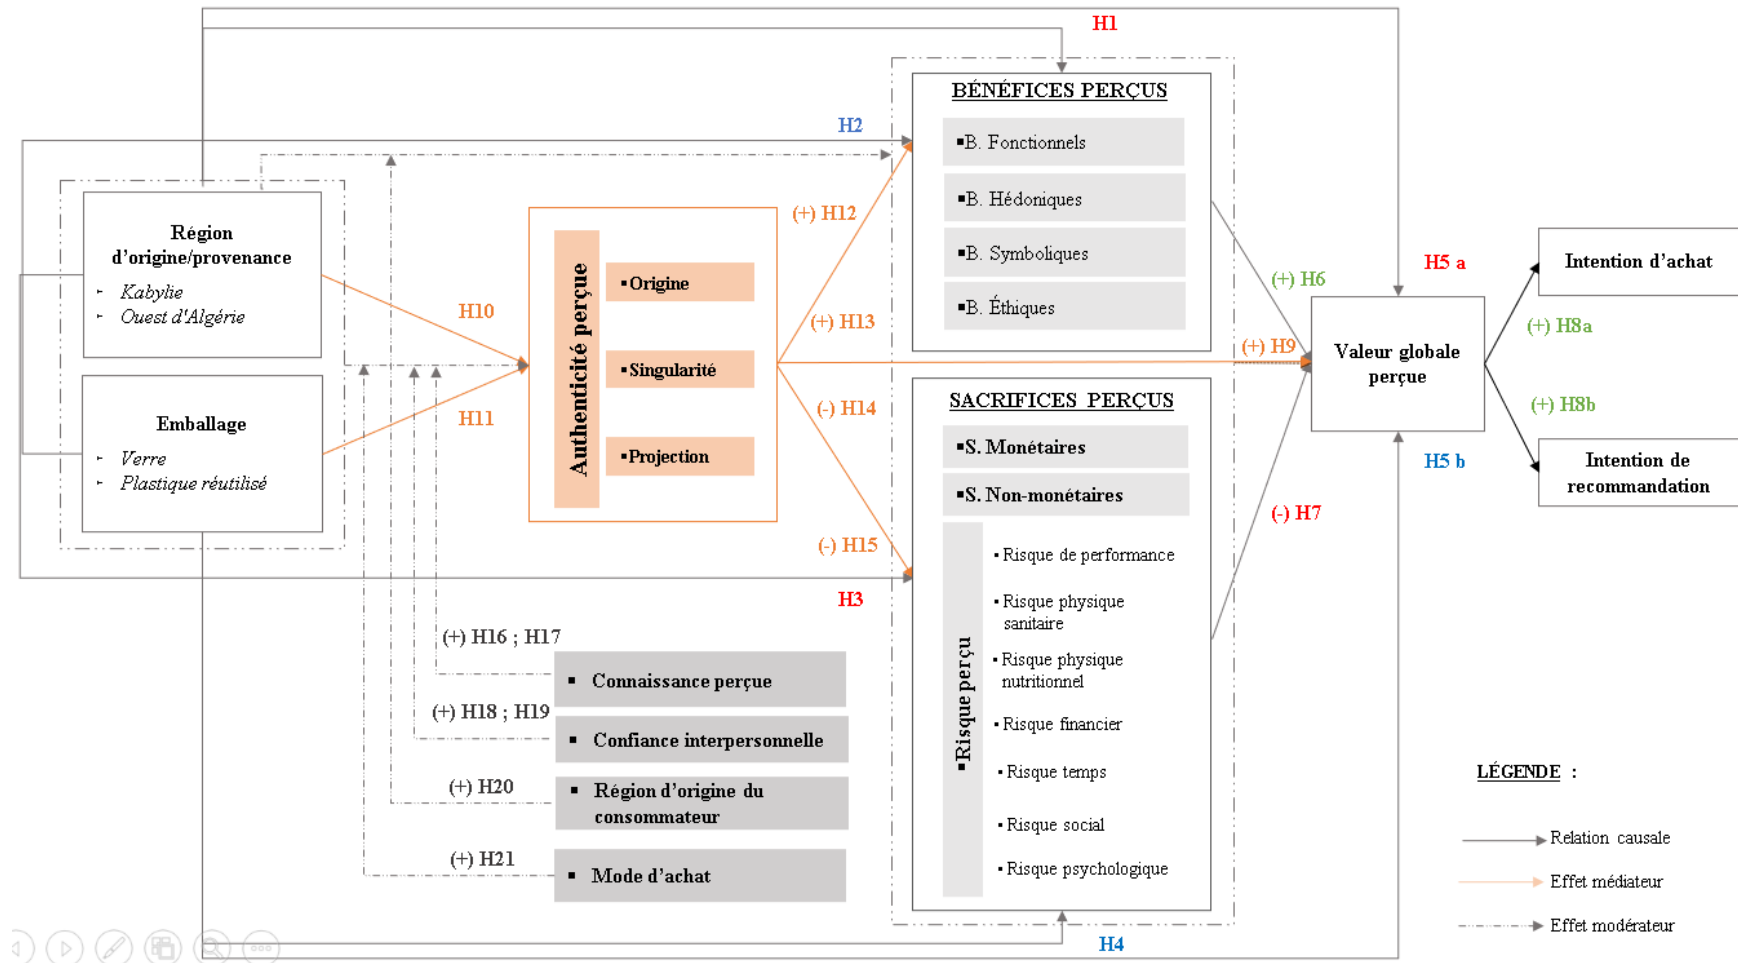 H1
BÉNÉFICES PERÇUS
H2
▪B. Fonctionnels
▪B. Hédoniques
▪B. Symboliques
▪B. Éthiques
Région
d'origine/provenance
- Kabylie
- Ouest d'Algérie
Emballage
- Verre
- Plastique réutilisé
H10
H11
Authenticité perçue
▪Origine
▪Singularité
▪Projection
(+) H12
(+) H13
(-) H14
(-) H15
H3
(+) H6
(+) H9
(-) H7
SACRIFICES PERÇUS
▪S. Monétaires
▪S. Non-monétaires
▪Risque perçu
▪ Risque de performance
▪ Risque physique
sanitaire
▪ Risque physique
nutritionnel
▪ Risque financier
▪ Risque temps
▪ Risque social
▪ Risque psychologique
H4
H5 a
Valeur globale
perçue
H5 b
(+) H8a
(+) H8b
Intention d'achat
Intention de
recommandation
(+) H16 ; H17
▪ Connaissance perçue
(+) H18 ; H19
▪ Confiance interpersonnelle
(+) H20
▪ Région d'origine du
consommateur
(+) H21
▪ Mode d'achat
LÉGENDE :
Relation causale
Effet médiateur
Effet modérateur